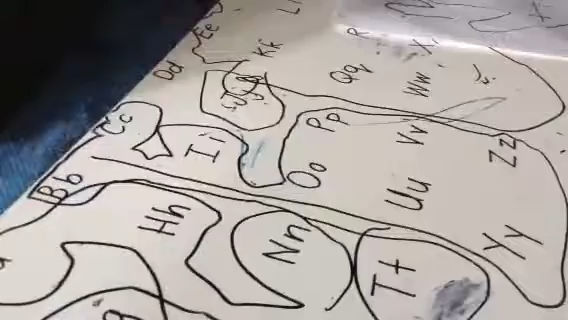 Bb Cc Dd Ee
Hh Ii Kk
Nn Oo Pp Qq R
Tt Uu Vv Ww X
Yy Zz